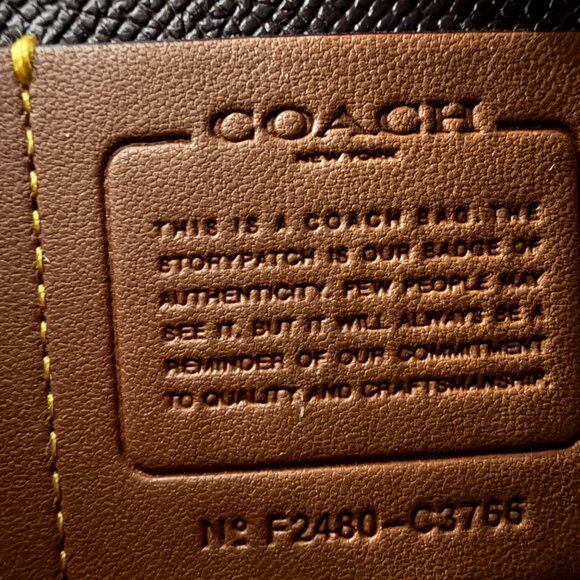 COACH
NEW YORK
THIS IS A COACH BAG. THE
STORYPATCH IS OUR BADGE OF
AUTHENTICITY. FEW PEOPLE MAY
SEE IT. BUT IT WILL ALWAYS BE A
REMINDER OF OUR COMMITMENT
TO QUALITY AND CRAFTSMANSHIP.
Nº F2480-C3766